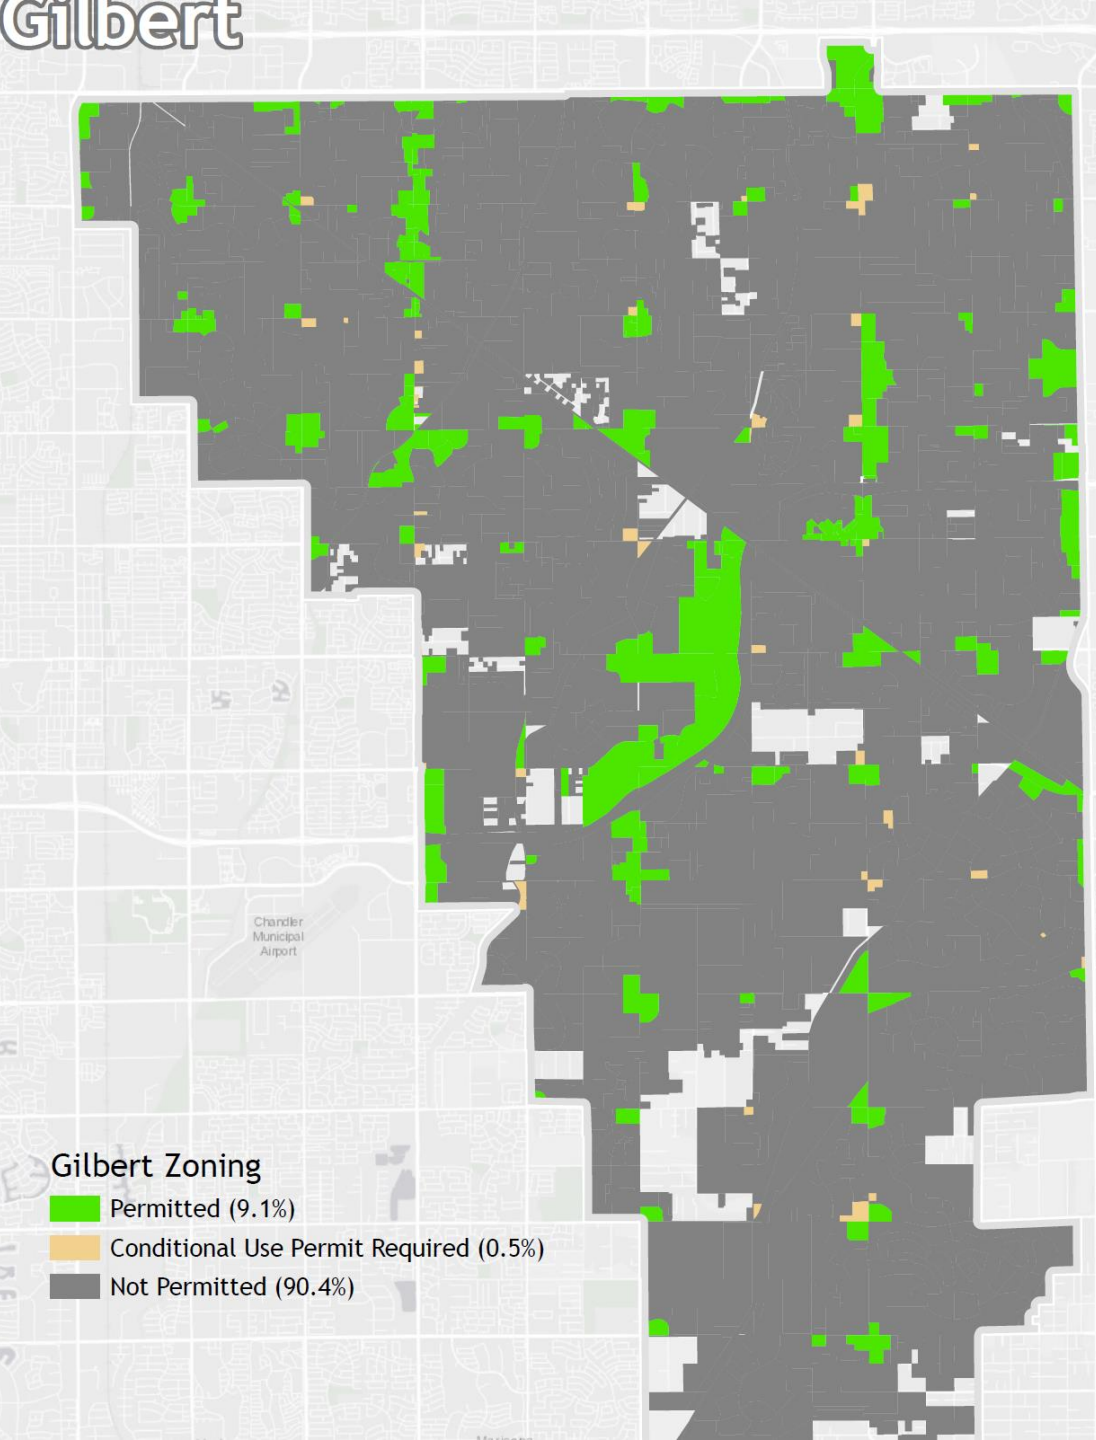 Gilbert
Chandler
Municipal
Airport
Gilbert Zoning
Permitted (9.1%)
Conditional Use Permit Required (0.5%)
Not Permitted (90.4%)